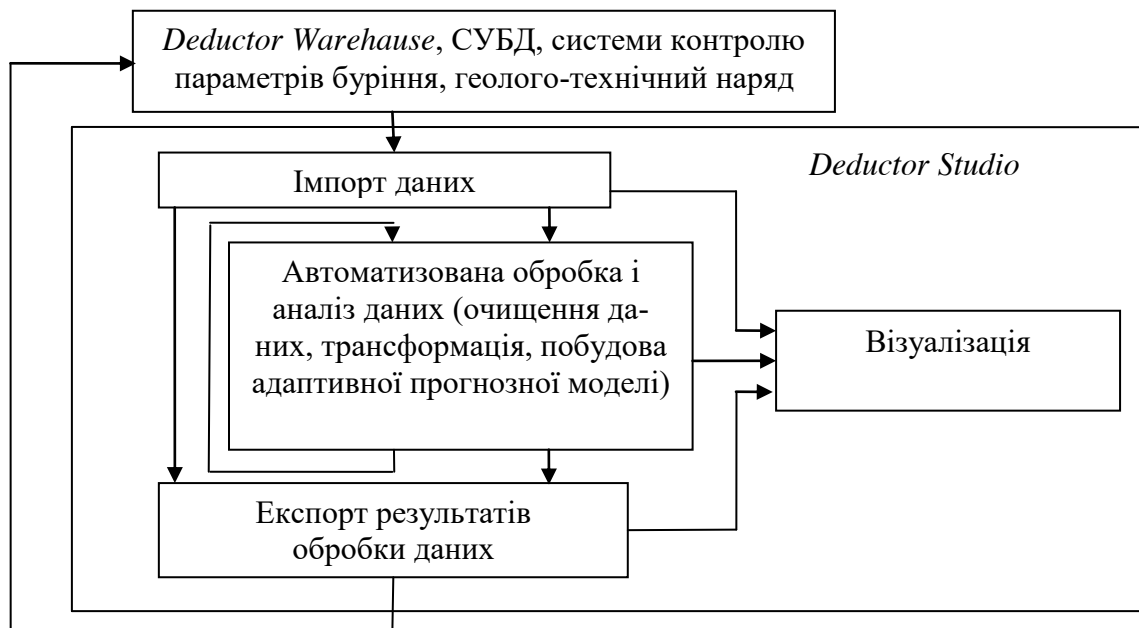 Deductor Warehause, СУБД, системи контролю
параметрів буріння, геолого-технічний наряд
Deductor Studio
Імпорт даних
Автоматизована обробка і
аналіз даних (очищення да-
них, трансформація, побудова
адаптивної прогнозної моделі)
Візуалізація
Експорт результатів
обробки даних